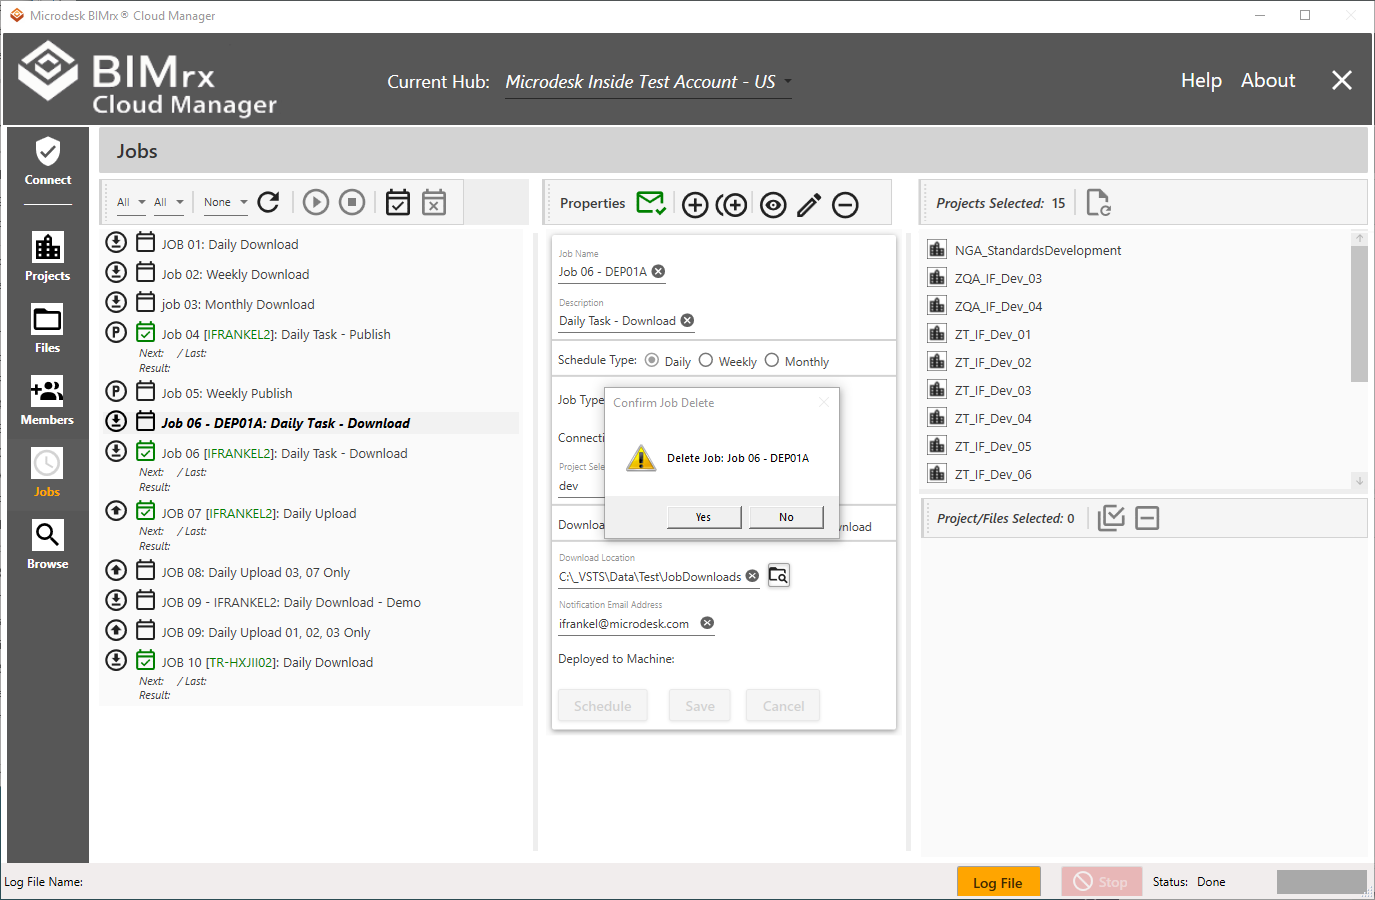 Microdesk BIMrx® Cloud Manager
BIMrx
Cloud Manager
Current Hub: Microdesk Inside Test Account - US
Help About
Connect
Projects
Files
Members
Jobs
Browse
Jobs
All All None
JOB 01: Daily Download
Job 02: Weekly Download
job 03: Monthly Download
Job 04 [IFRANKEL2]: Daily Task - Publish
Next: / Last:
Result:
Job 05: Weekly Publish
Job 06 - DEP01A: Daily Task - Download
Job 06 [IFRANKEL2]: Daily Task - Download
Next: / Last:
Result:
JOB 07 [IFRANKEL2]: Daily Upload
Next: / Last:
Result:
JOB 08: Daily Upload 03, 07 Only
JOB 09 - IFRANKEL2: Daily Download - Demo
JOB 09: Daily Upload 01, 02, 03 Only
JOB 10 [TR-HXJII02]: Daily Download
Next: / Last:
Result:
Properties
Job Name
Job 06 - DEP01A
Description
Daily Task - Download
Schedule Type: Daily Weekly Monthly
Job Type
Connecti
Project Sele
dev
Downloa
nload
Confirm Job Delete
Delete Job: Job 06 - DEP01A
Yes No
Download Location
C:\_VSTS\Data\Test\JobDownloads
Notification Email Address
ifrankel@microdesk.com
Deployed to Machine:
Schedule Save Cancel
Projects Selected: 15
NGA_StandardsDevelopment
ZQA_IF_Dev_03
ZQA_IF_Dev_04
ZT_IF_Dev_01
ZT_IF_Dev_02
ZT_IF_Dev_03
ZT_IF_Dev_04
ZT_IF_Dev_05
ZT_IF_Dev_06
Project/Files Selected: 0
Log File Name:
Log File
Stop
Status: Done